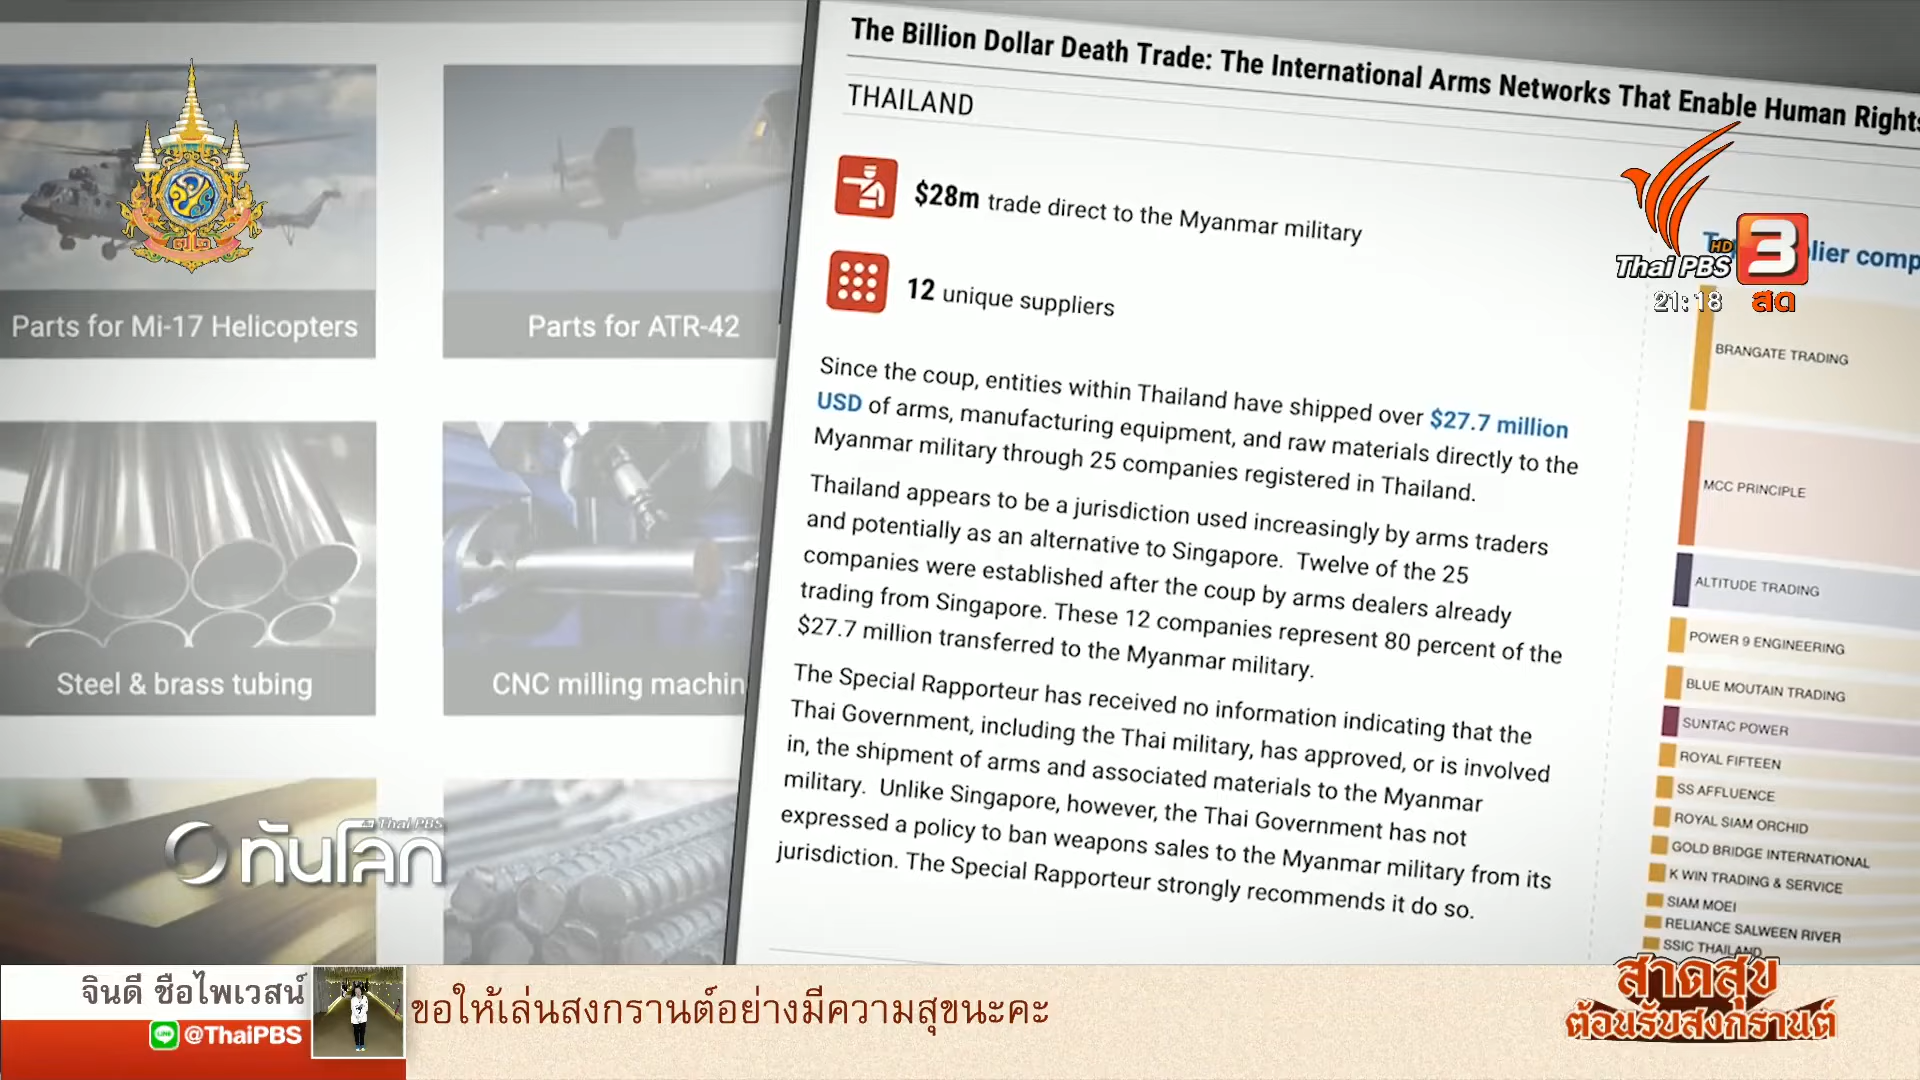 The Billion Dollar Death Trade: The International Arms Networks That Enable Human Rights
THAILAND
$28m trade direct to the Myanmar military
12 unique suppliers
Since the coup, entities within Thailand have shipped over $27.7 million
USD of arms, manufacturing equipment, and raw materials directly to the
Myanmar military through 25 companies registered in Thailand.
Thailand appears to be a jurisdiction used increasingly by arms traders
and potentially as an alternative to Singapore. Twelve of the 25
companies were established after the coup by arms dealers already
trading from Singapore. These 12 companies represent 80 percent of the
$27.7 million transferred to the Myanmar military.
The Special Rapporteur has received no information indicating that the
Thai Government, including the Thai military, has approved, or is involved
in, the shipment of arms and associated materials to the Myanmar
military. Unlike Singapore, however, the Thai Government has not
expressed a policy to ban weapons sales to the Myanmar military from its
jurisdiction. The Special Rapporteur strongly recommends it do so.
Parts for Mi-17 Helicopters
Parts for ATR-42
Steel & brass tubing
CNC milling machin
๗๒
HD
Thai PBS
3
21:18
สด
BRANGATE TRADING
MCC PRINCIPLE
ALTITUDE TRADING
POWER 9 ENGINEERING
BLUE MOUTAIN TRADING
SUNTAC POWER
ROYAL FIFTEEN
SS AFFLUENCE
ROYAL SIAM ORCHID
GOLD BRIDGE INTERNATIONAL
K WIN TRADING & SERVICE
SIAM MOEI
RELIANCE SALWEEN RIVER
SSIC THAILAND
Thai PBS
ทันโลก
จินดี ชือไพเวสน์
LINE @ThaiPBS
ขอให้เล่นสงกรานต์อย่างมีความสุขนะคะ
สาดสุข
ต้อนรับสงกรานต์